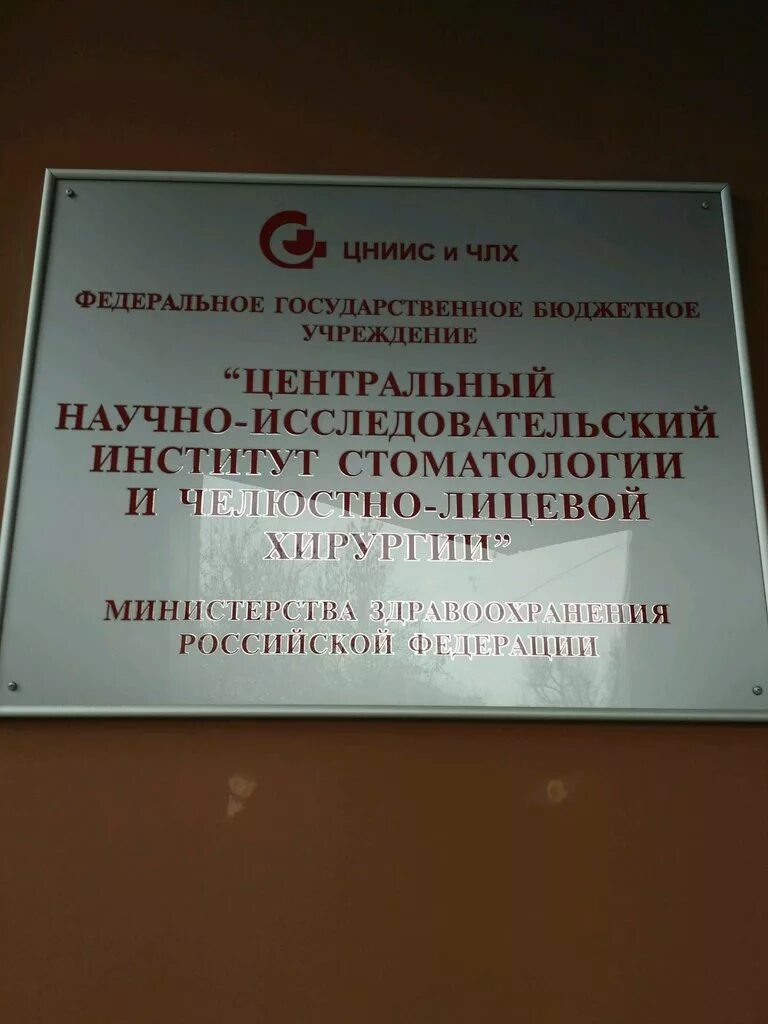 ЦНИИС и ЧЛХ
ФЕДЕРАЛЬНОЕ ГОСУДАРСТВЕННОЕ БЮДЖЕТНОЕ
УЧРЕЖДЕНИЕ
“ЦЕНТРАЛЬНЫЙ
НАУЧНО-ИССЛЕДОВАТЕЛЬСКИЙ
ИНСТИТУТ СТОМАТОЛОГИИ
И ЧЕЛЮСТНО-ЛИЦЕВОЙ
ХИРУРГИИ”
МИНИСТЕРСТВА ЗДРАВООХРАНЕНИЯ
РОССИЙСКОЙ ФЕДЕРАЦИИ